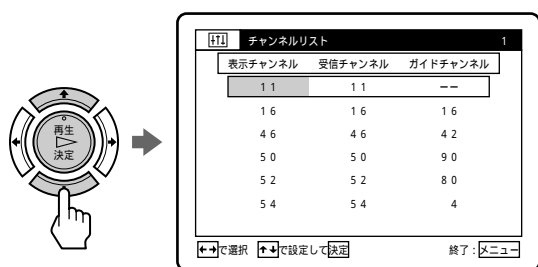 再生
決定
チャンネルリスト 1
表示チャンネル 受信チャンネル ガイドチャンネル
11 11 −−
16 16 16
46 46 42
50 50 90
52 52 80
54 54 4
←→で選択 ↑↓で設定して決定 終了：メニュー